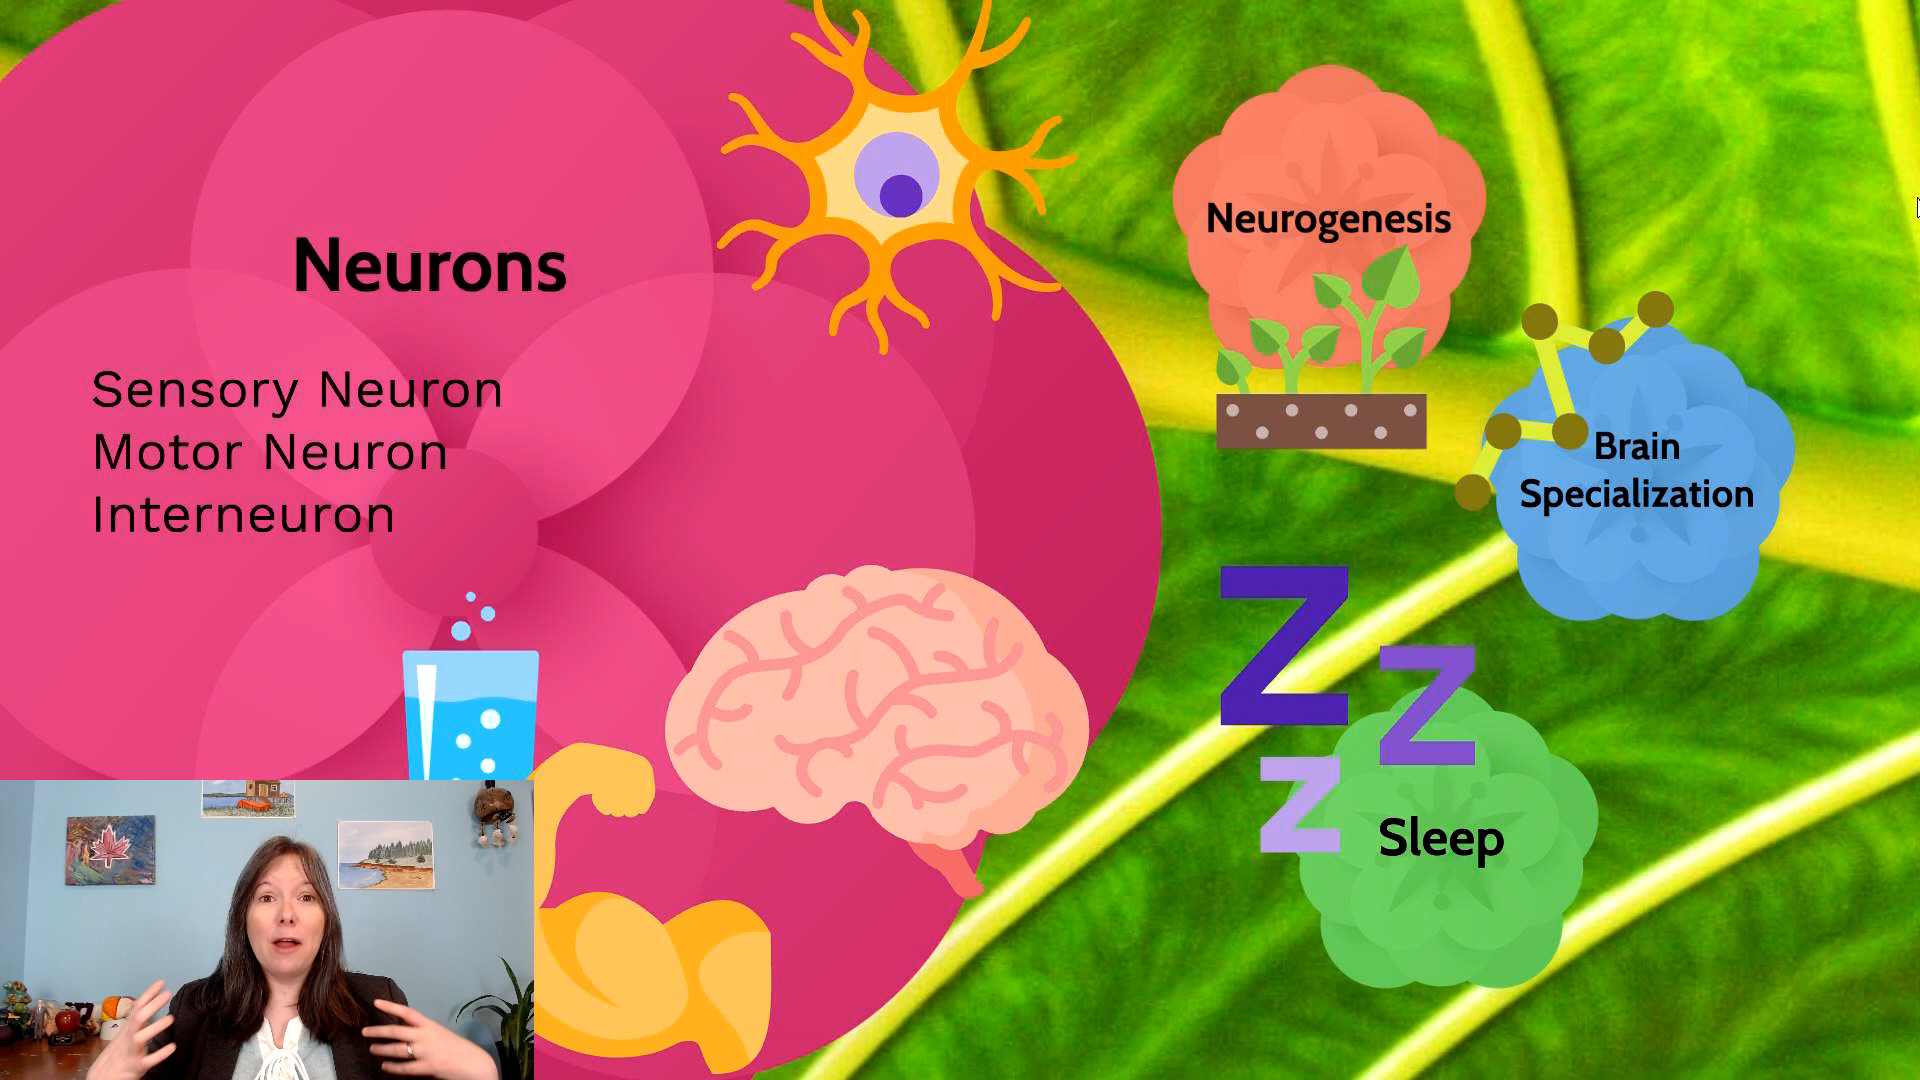 Neurons
Sensory Neuron
Motor Neuron
Interneuron
Neurogenesis
Brain
Specialization
Z
Z
Z
Sleep